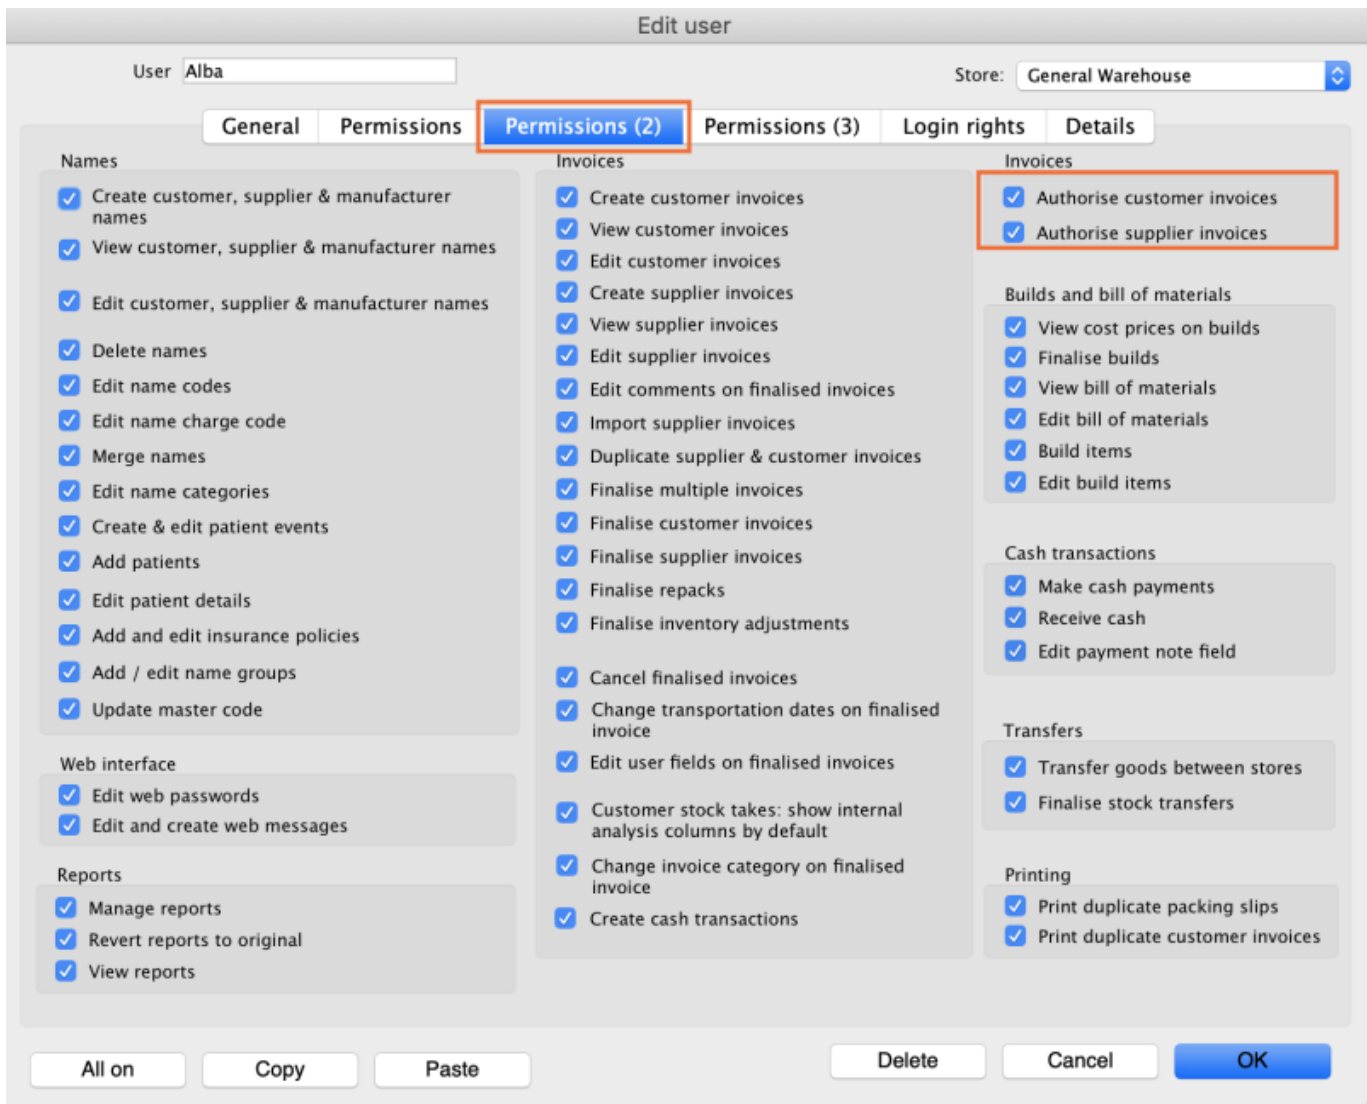 Edit user
User Alba
Store: General Warehouse
General Permissions Permissions (2) Permissions (3) Login rights Details
Names
Create customer, supplier & manufacturer
names
View customer, supplier & manufacturer names
Edit customer, supplier & manufacturer names
Delete names
Edit name codes
Edit name charge code
Merge names
Edit name categories
Create & edit patient events
Add patients
Edit patient details
Add and edit insurance policies
Add / edit name groups
Update master code
Web interface
Edit web passwords
Edit and create web messages
Reports
Manage reports
Revert reports to original
View reports
Invoices
Create customer invoices
View customer invoices
Edit customer invoices
Create supplier invoices
View supplier invoices
Edit supplier invoices
Edit comments on finalised invoices
Import supplier invoices
Duplicate supplier & customer invoices
Finalise multiple invoices
Finalise customer invoices
Finalise supplier invoices
Finalise repacks
Finalise inventory adjustments
Cancel finalised invoices
Change transportation dates on finalised
invoice
Edit user fields on finalised invoices
Customer stock takes: show internal
analysis columns by default
Change invoice category on finalised
invoice
Create cash transactions
Invoices
Authorise customer invoices
Authorise supplier invoices
Builds and bill of materials
View cost prices on builds
Finalise builds
View bill of materials
Edit bill of materials
Build items
Edit build items
Cash transactions
Make cash payments
Receive cash
Edit payment note field
Transfers
Transfer goods between stores
Finalise stock transfers
Printing
Print duplicate packing slips
Print duplicate customer invoices
All on Copy Paste Delete Cancel OK